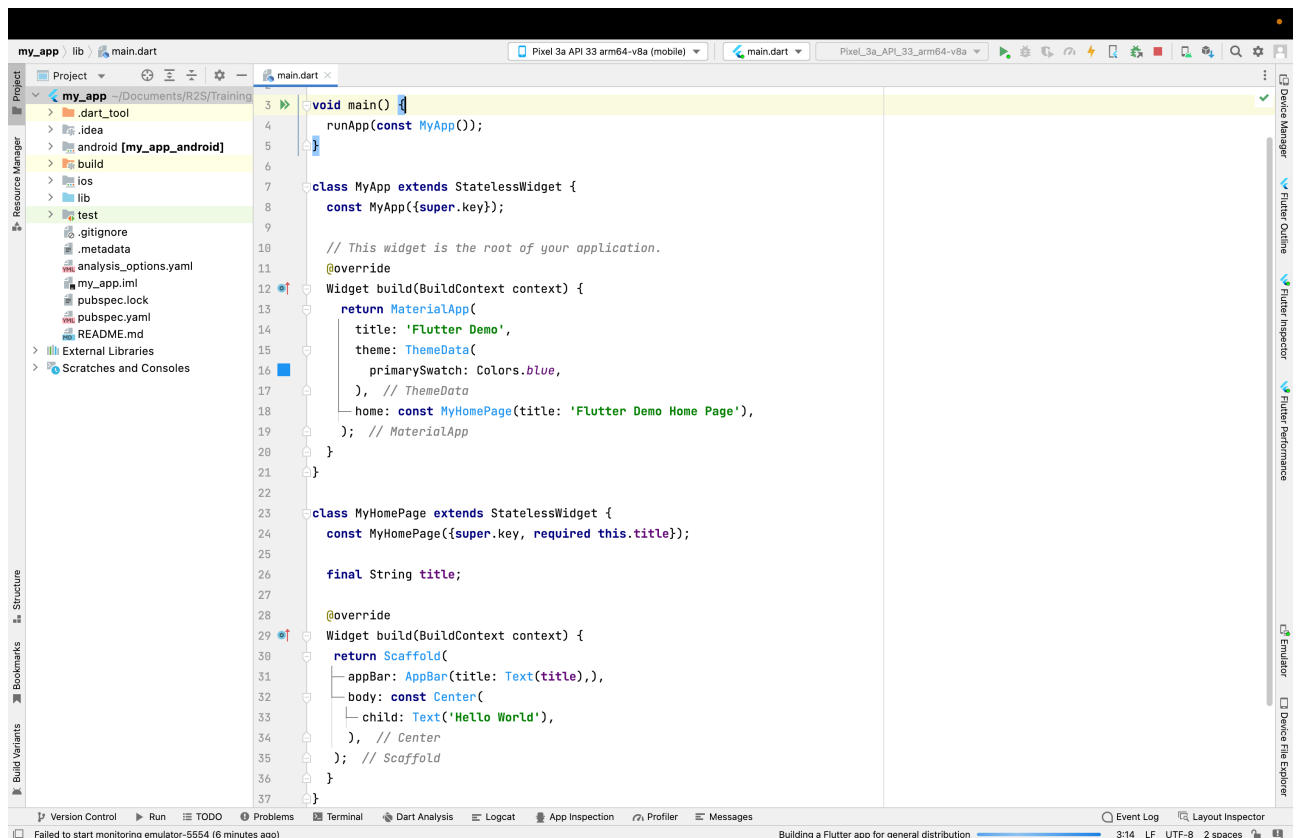 my_app lib main.dart
Pixel 3a API 33 arm64-v8a (mobile)
main.dart
Pixel_3a_API_33_arm64-v8a
Project
Resource Manager
Structure
Bookmarks
Build Variants
Project
my_app ~/Documents/R2S/Training
.dart_tool
.idea
android [my_app_android]
build
ios
lib
test
.gitignore
.metadata
analysis_options.yaml
my_app.iml
pubspec.lock
pubspec.yaml
README.md
External Libraries
Scratches and Consoles
main.dart
3 void main() {
4 runApp(const MyApp());
5 }
6
7 class MyApp extends StatelessWidget {
8 const MyApp({super.key});
9
10 // This widget is the root of your application.
11 @override
12 Widget build(BuildContext context) {
13 return MaterialApp(
14 title: 'Flutter Demo',
15 theme: ThemeData(
16 primarySwatch: Colors.blue,
17 ), // ThemeData
18 home: const MyHomePage(title: 'Flutter Demo Home Page'),
19 ); // MaterialApp
20 }
21 }
22
23 class MyHomePage extends StatelessWidget {
24 const MyHomePage({super.key, required this.title});
25
26 final String title;
27
28 @override
29 Widget build(BuildContext context) {
30 return Scaffold(
31 appBar: AppBar(title: Text(title),),
32 body: const Center(
33 child: Text('Hello World'),
34 ), // Center
35 ); // Scaffold
36 }
37 }
Device Manager
Flutter Outline
Flutter Inspector
Flutter Performance
Emulator
Device File Explorer
Version Control Run TODO Problems Terminal Dart Analysis Logcat App Inspection Profiler Messages Event Log Layout Inspector
Failed to start monitoring emulator-5554 (6 minutes ago) Building a Flutter app for general distribution 3:14 LF UTF-8 2 spaces